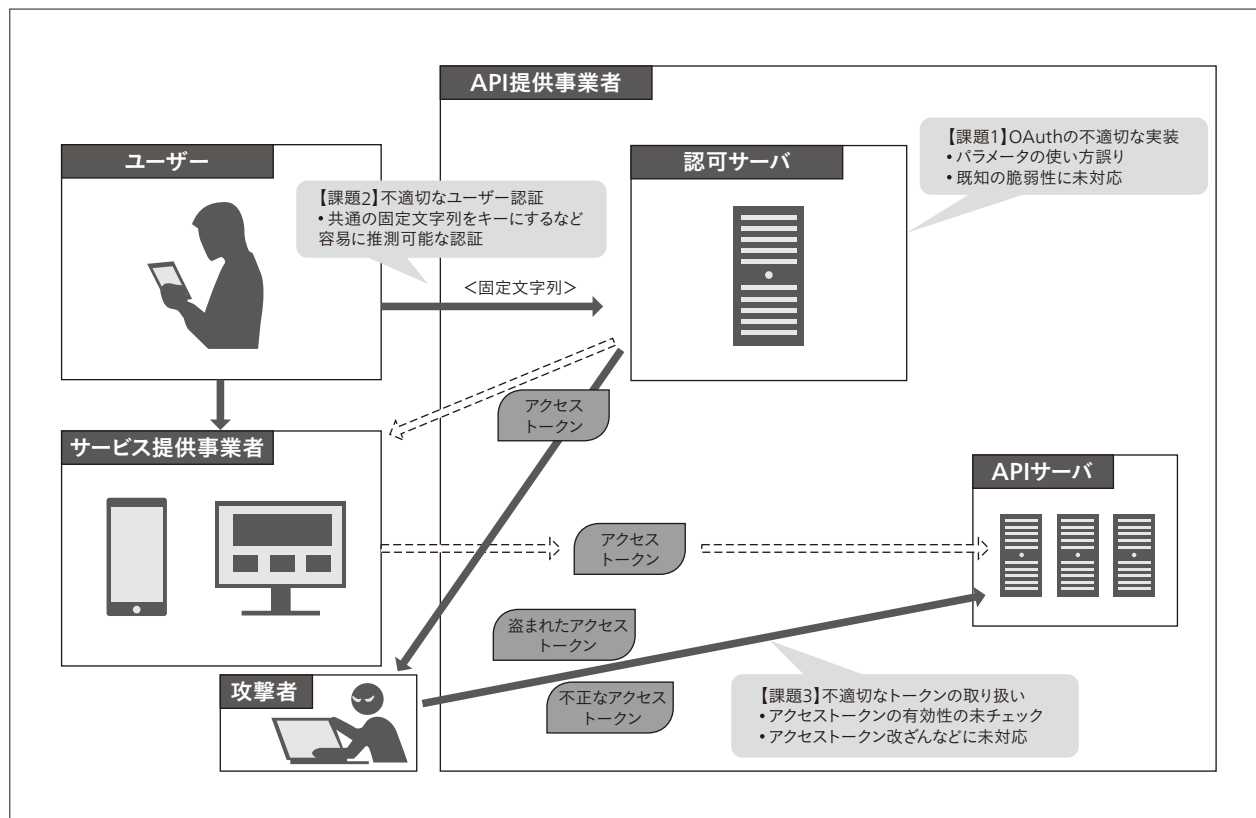 API提供事業者
【課題1】OAuthの不適切な実装
• パラメータの使い方誤り
• 既知の脆弱性に未対応
ユーザー
認可サーバ
【課題2】不適切なユーザー認証
• 共通の固定文字列をキーにするなど
容易に推測可能な認証
＜固定文字列＞
アクセス
トークン
サービス提供事業者
APIサーバ
アクセス
トークン
盗まれたアクセス
トークン
攻撃者
不正なアクセス
トークン
【課題3】不適切なトークンの取り扱い
• アクセストークンの有効性の未チェック
• アクセストークン改ざんなどに未対応